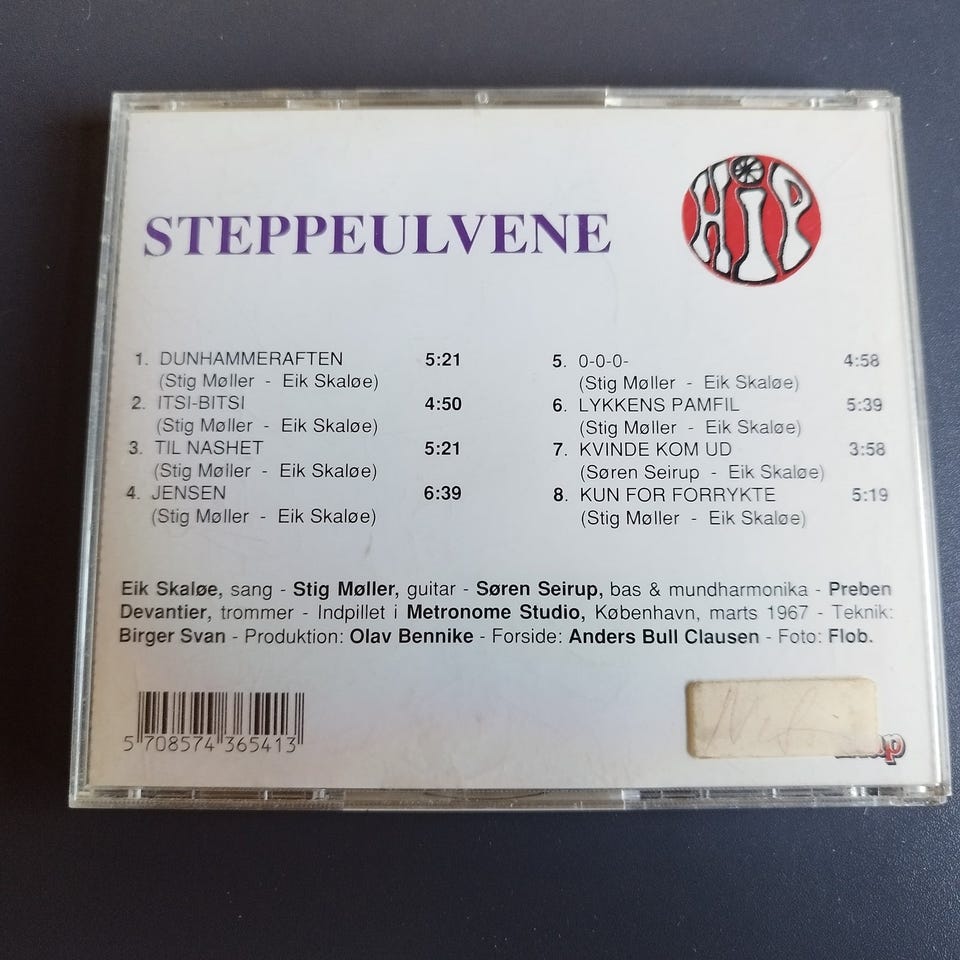 HIP
STEPPEULVENE
1. DUNHAMMERAFTEN 5:21
(Stig Møller - Eik Skaløe)
2. ITSI-BITSI 4:50
(Stig Møller - Eik Skaløe)
3. TIL NASHET 5:21
(Stig Møller - Eik Skaløe)
4. JENSEN 6:39
(Stig Møller - Eik Skaløe)
5. 0-0-0- 4:58
(Stig Møller - Eik Skaløe)
6. LYKKENS PAMFIL 5:39
(Stig Møller - Eik Skaløe)
7. KVINDE KOM UD 3:58
(Søren Seirup - Eik Skaløe)
8. KUN FOR FORRYKTE 5:19
(Stig Møller - Eik Skaløe)
Eik Skaløe, sang - Stig Møller, guitar - Søren Seirup, bas & mundharmonika - Preben
Devantier, trommer - Indpillet i Metronome Studio, København, marts 1967 - Teknik:
Birger Svan - Produktion: Olav Bennike - Forside: Anders Bull Clausen - Foto: Flob.
5 708574 365413